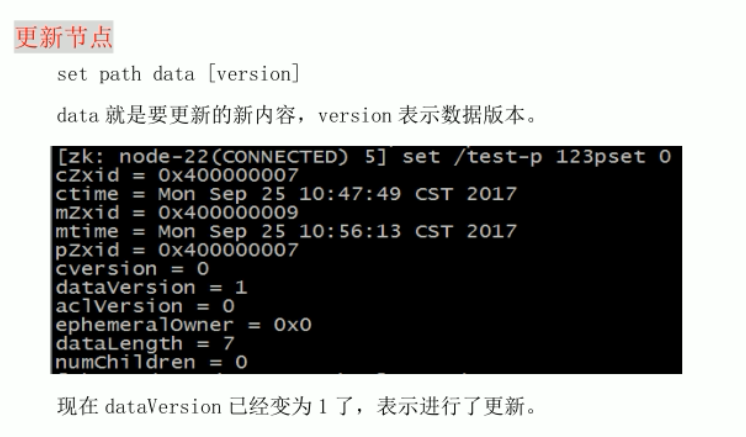 更新节点
set path data [version]
data 就是要更新的新内容，version 表示数据版本。
[zk: node-22(CONNECTED) 5] set /test-p 123pset 0
cZxid = 0x400000007
ctime = Mon Sep 25 10:47:49 CST 2017
mZxid = 0x400000009
mtime = Mon Sep 25 10:56:13 CST 2017
pZxid = 0x400000007
cversion = 0
dataVersion = 1
aclVersion = 0
ephemeralOwner = 0x0
dataLength = 7
numChildren = 0
现在 dataVersion 已经变为 1 了，表示进行了更新。